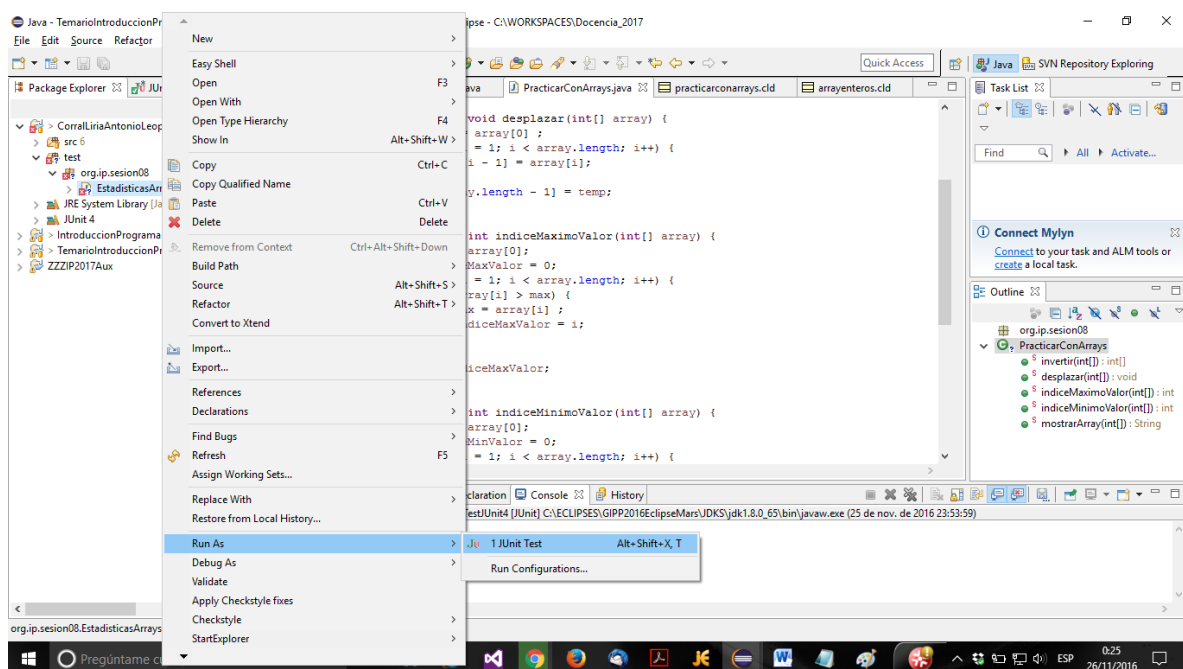 Java - TemarioIntroduccionPr
ipse - C:\WORKSPACES\Docencia_2017
File Edit Source Refactor
Quick Access
Java
SVN Repository Exploring
Package Explorer
JUr
> CorralLiriaAntonioLeop
src 6
test
org.ip.sesion08
EstadisticasArr
JRE System Library [Ja
JUnit 4
> IntroduccionPrograma
> TemarioIntroduccionPr
ZZZIP2017Aux
New
Easy Shell
Open F3
Open With
Open Type Hierarchy F4
Show In Alt+Shift+W
Copy Ctrl+C
Copy Qualified Name
Paste Ctrl+V
Delete Delete
Remove from Context Ctrl+Alt+Shift+Down
Build Path
Source Alt+Shift+S
Refactor Alt+Shift+T
Convert to Xtend
Import...
Export...
References
Declarations
Find Bugs
Refresh F5
Assign Working Sets...
Replace With
Restore from Local History...
Run As
Debug As
Validate
Apply Checkstyle fixes
Checkstyle
StartExplorer
1 JUnit Test Alt+Shift+X, T
Run Configurations...
ava
PracticarConArrays.java
practicarconarrays.cld
arrayenteros.cld
void desplazar(int[] array) {
array[0] ;
= 1; i < array.length; i++) {
i - 1] = array[i];
y.length - 1] = temp;
int indiceMaximoValor(int[] array) {
array[0];
MaxValor = 0;
= 1; i < array.length; i++) {
ray[i] > max) {
x = array[i] ;
diceMaxValor = i;
iceMaxValor;
int indiceMinimoValor(int[] array) {
array[0];
MinValor = 0;
= 1; i < array.length; i++) {
claration
Console
History
TestJUnit4 [JUnit] C:\ECLIPSES\GIPP2016EclipseMars\JDKS\jdk1.8.0_65\bin\javaw.exe (25 de nov. de 2016 23:53:59)
Task List
Find
All
Activate...
Connect Mylyn
Connect to your task and ALM tools or
create a local task.
Outline
org.ip.sesion08
PracticarConArrays
invertir(int[]) : int[]
desplazar(int[]) : void
indiceMaximoValor(int[]) : int
indiceMinimoValor(int[]) : int
mostrarArray(int[]) : String
org.ip.sesion08.EstadisticasArrays
Pregúntame c
ESP
0:25
26/11/2016